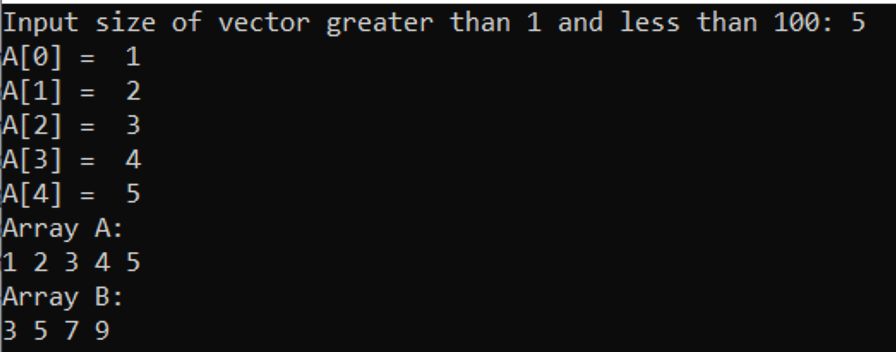 Input size of vector greater than 1 and less than 100: 5
A[0] =  1
A[1] =  2
A[2] =  3
A[3] =  4
A[4] =  5
Array A:
1 2 3 4 5
Array B:
3 5 7 9